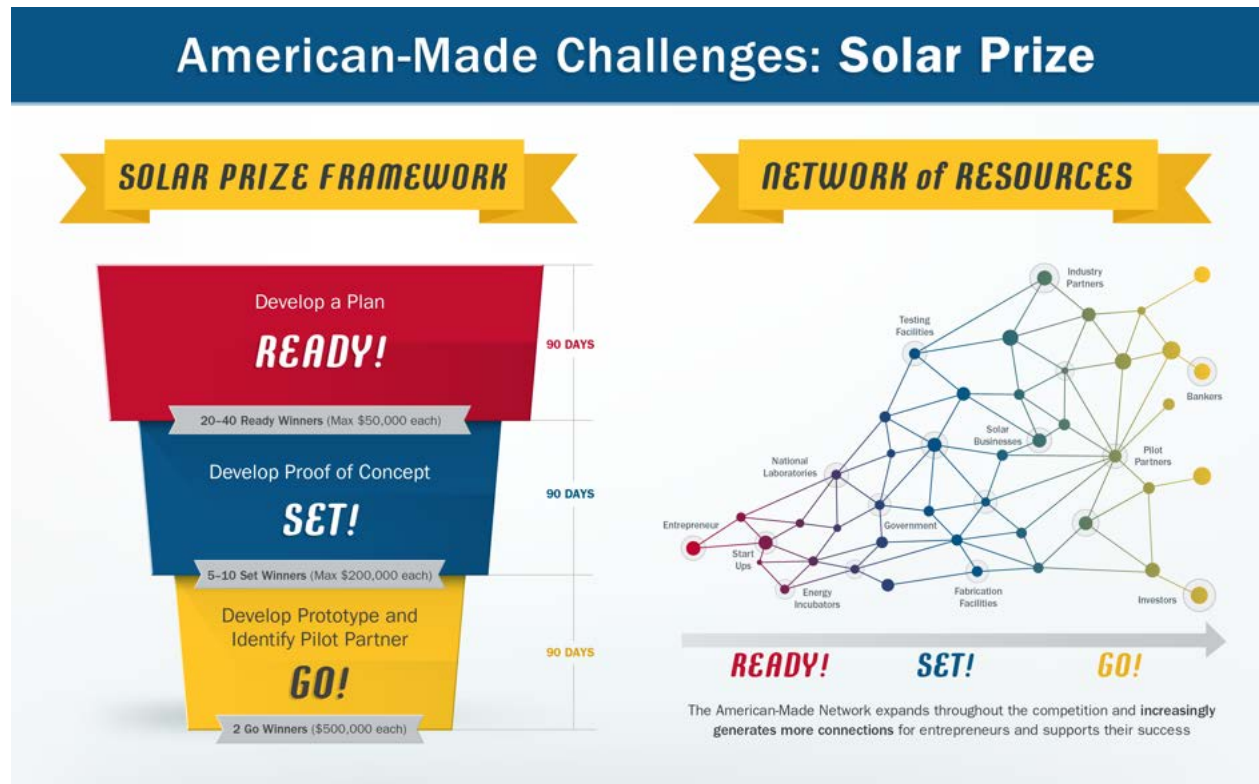 American-Made Challenges: Solar Prize
SOLAR PRIZE FRAMEWORK
Develop a Plan
READY!
90 DAYS
20–40 Ready Winners (Max $50,000 each)
Develop Proof of Concept
SET!
90 DAYS
5–10 Set Winners (Max $200,000 each)
Develop Prototype and
Identify Pilot Partner
GO!
90 DAYS
2 Go Winners ($500,000 each)
NETWORK of RESOURCES
Industry
Partners
Testing
Facilities
Bankers
Solar
Businesses
Pilot
Partners
National
Laboratories
Entrepreneur
Government
Start
Ups
Energy
Incubators
Fabrication
Facilities
Investors
READY!
SET!
GO!
The American-Made Network expands throughout the competition and increasingly
generates more connections for entrepreneurs and supports their success